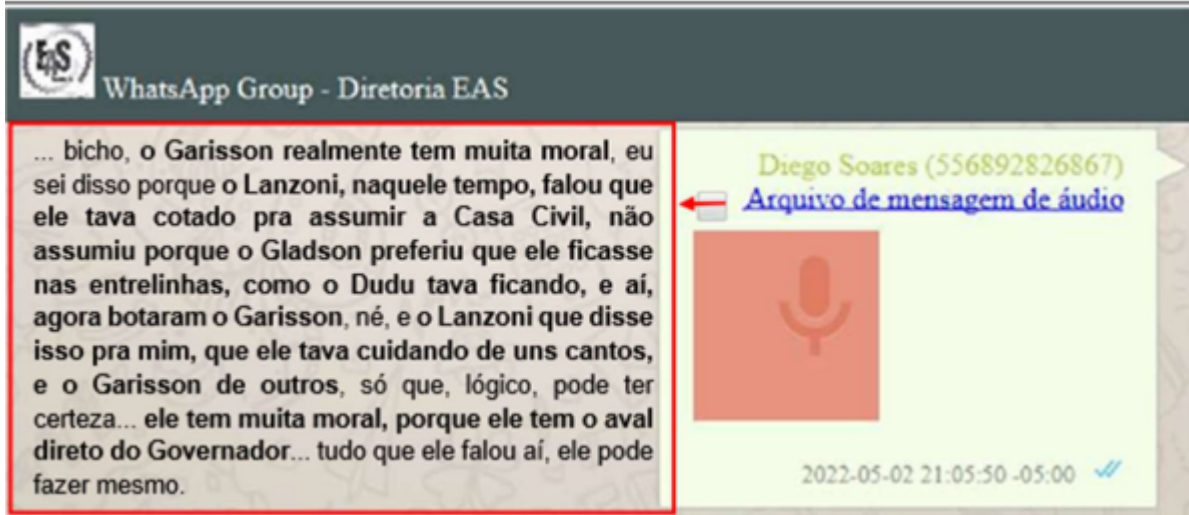 EAS
WhatsApp Group - Diretoria EAS
... bicho, o Garisson realmente tem muita moral, eu
sei disso porque o Lanzoni, naquele tempo, falou que
ele tava cotado pra assumir a Casa Civil, não
assumiu porque o Gladson preferiu que ele ficasse
nas entrelinhas, como o Dudu tava ficando, e aí,
agora botaram o Garisson, né, e o Lanzoni que disse
isso pra mim, que ele tava cuidando de uns cantos,
e o Garisson de outros, só que, lógico, pode ter
certeza... ele tem muita moral, porque ele tem o aval
direto do Governador... tudo que ele falou aí, ele pode
fazer mesmo.
Diego Soares (556892826867)
Arquivo de mensagem de áudio
2022-05-02 21:05:50 -05:00